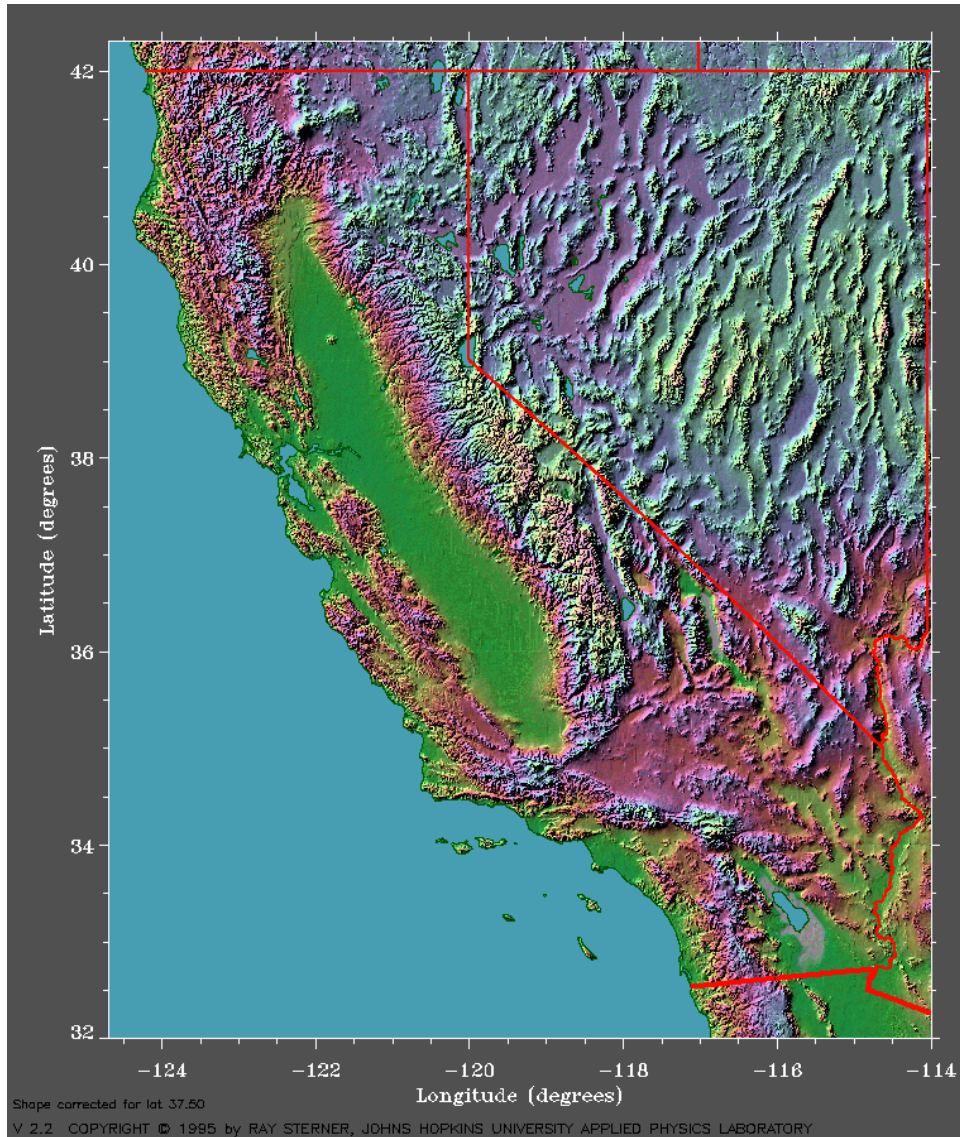 42
40
38
36
34
32
Latitude (degrees)
-124 -122 -120 -118 -116 -114
Longitude (degrees)
Shape corrected for lat 37.50
V 2.2 COPYRIGHT © 1995 by RAY STERNER, JOHNS HOPKINS UNIVERSITY APPLIED PHYSICS LABORATORY